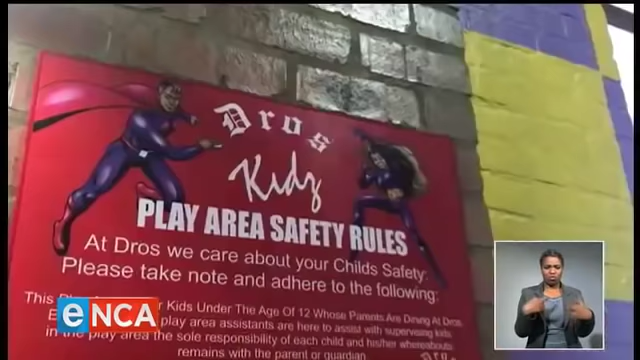 Dros
Kidz
PLAY AREA SAFETY RULES
At Dros we care about your Childs Safety.
Please take note and adhere to the following:
This Kids Under The Age Of 12 Whose Parents Are Dining At Dros
play area assistants are here to assist with supervising kids
in the play area the sole responsibility of each child and his/her whereabouts
remains with the parent or guardian
eNCA